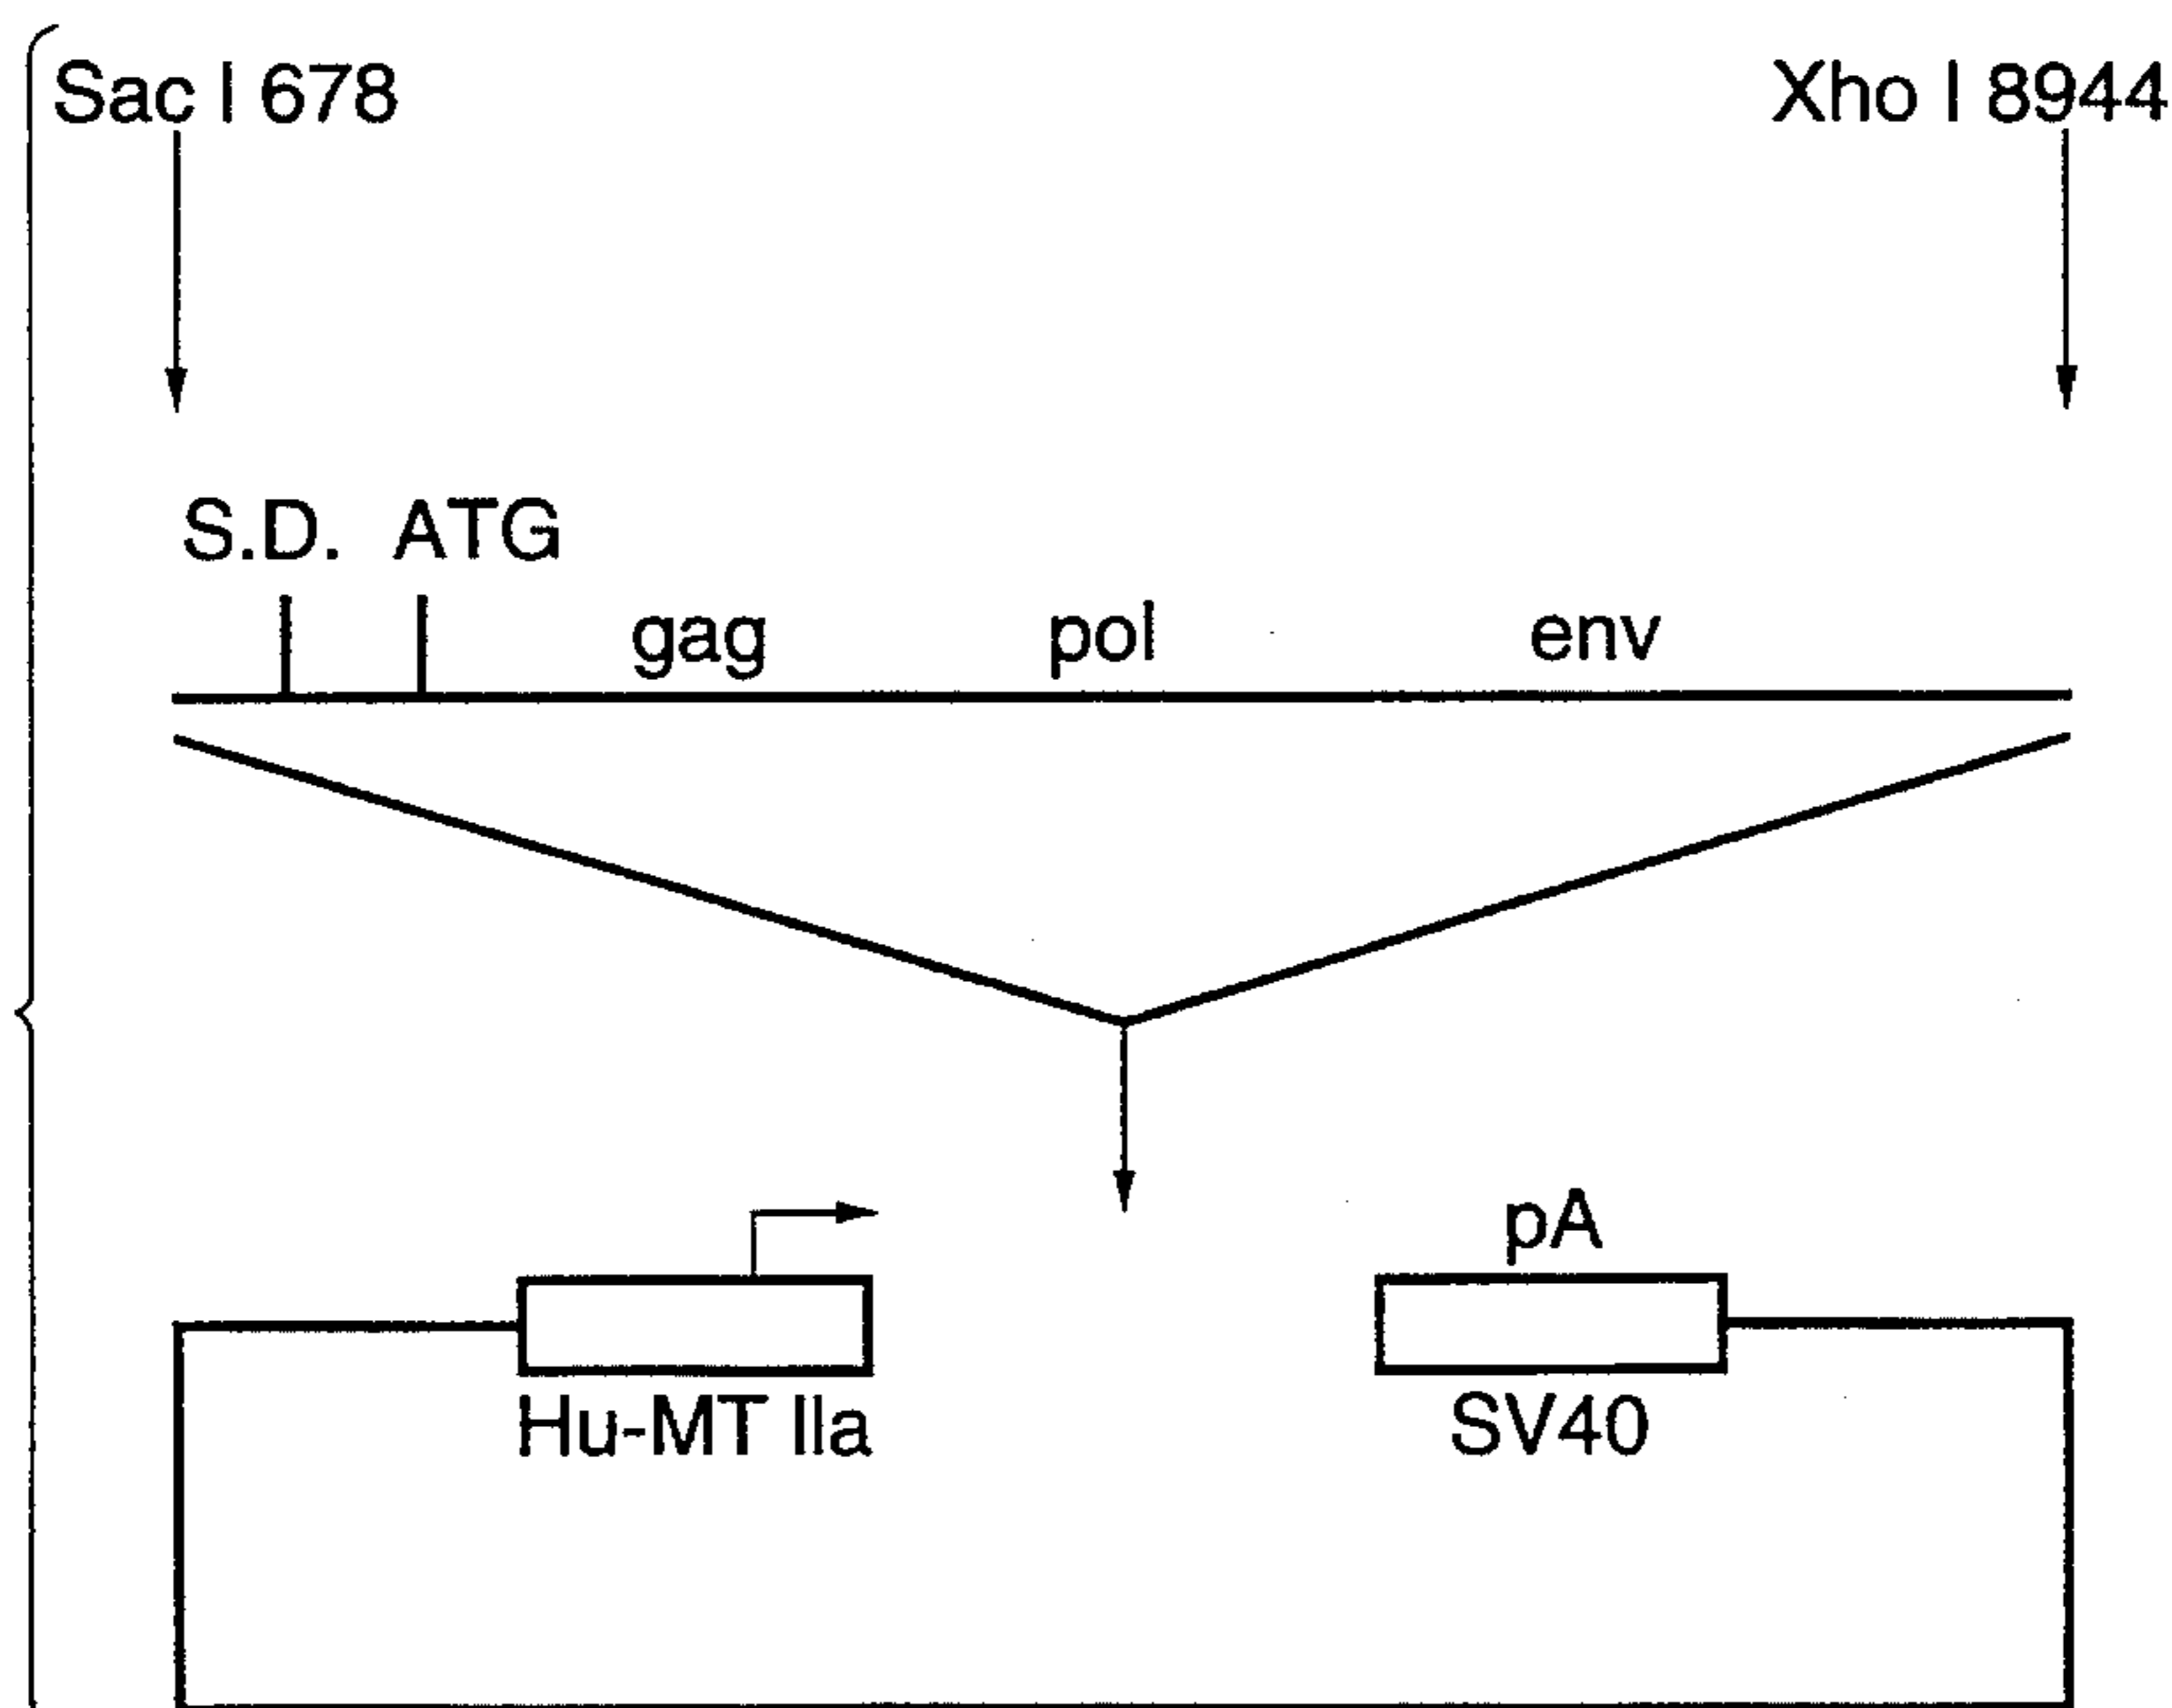 Sac I 678
Xho I 8944
S.D. ATG
gag pol env
pA
Hu-MT IIa
SV40